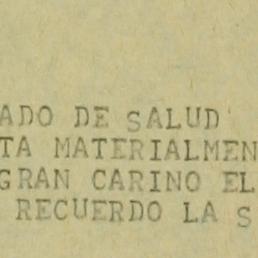 ADO DE SALUD
TA MATERIALMEN
GRAN CARINO EL
RECUERDO LA S